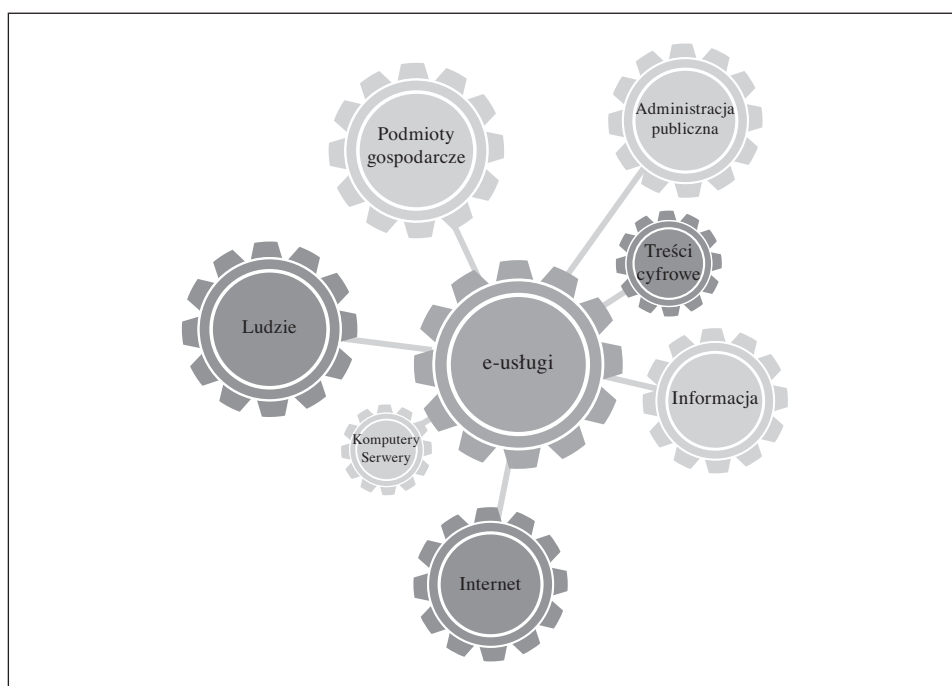 Podmioty
gospodarcze
Administracja
publiczna
Treści
cyfrowe
Ludzie
e-usługi
Informacja
Komputery
Serwery
Internet